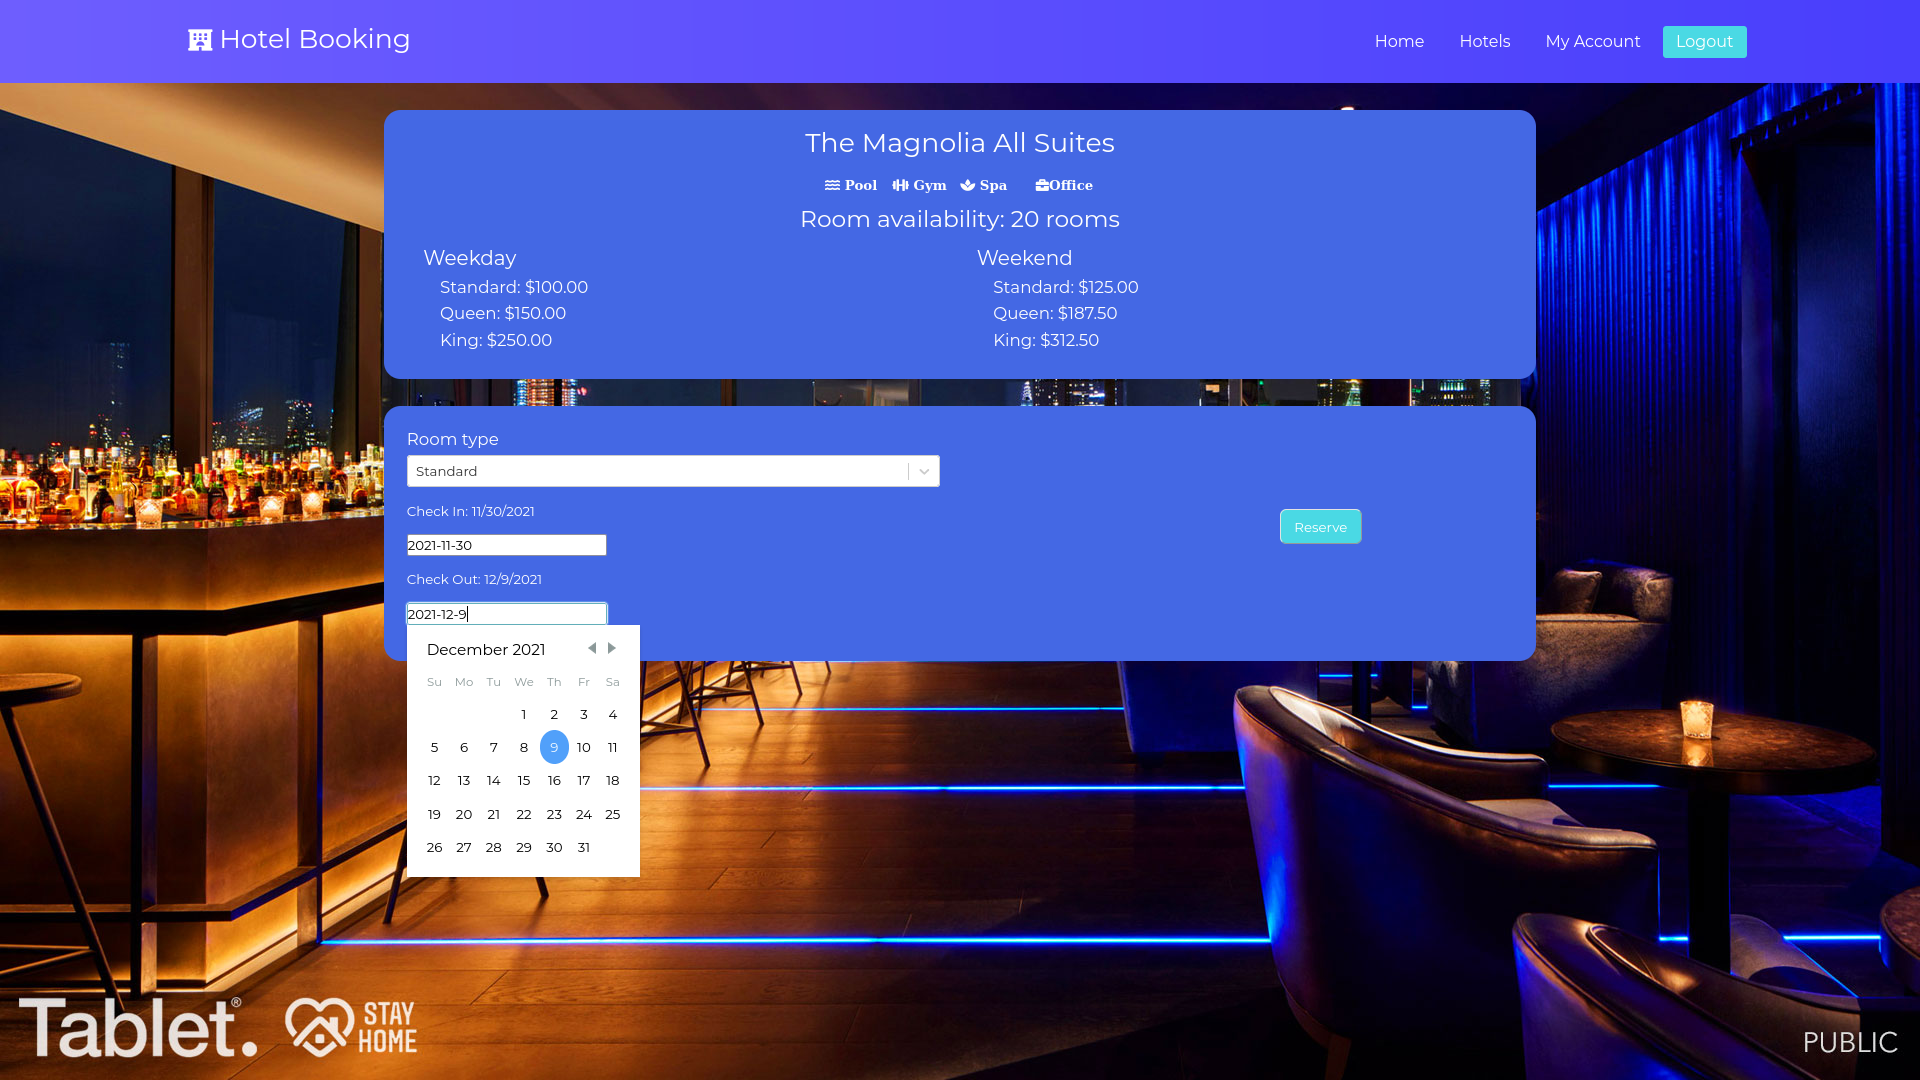 Hotel Booking
Home
Hotels
My Account
Logout
The Magnolia All Suites
Pool
Gym
Spa
Office
Room availability: 20 rooms
Weekday
Standard: $100.00
Queen: $150.00
King: $250.00
Weekend
Standard: $125.00
Queen: $187.50
King: $312.50
Room type
Standard
Check In: 11/30/2021
2021-11-30
Reserve
Check Out: 12/9/2021
2021-12-9
December 2021
Su Mo Tu We Th Fr Sa
1 2 3 4
5 6 7 8 9 10 11
12 13 14 15 16 17 18
19 20 21 22 23 24 25
26 27 28 29 30 31
Tablet.®
STAY
HOME
PUBLIC